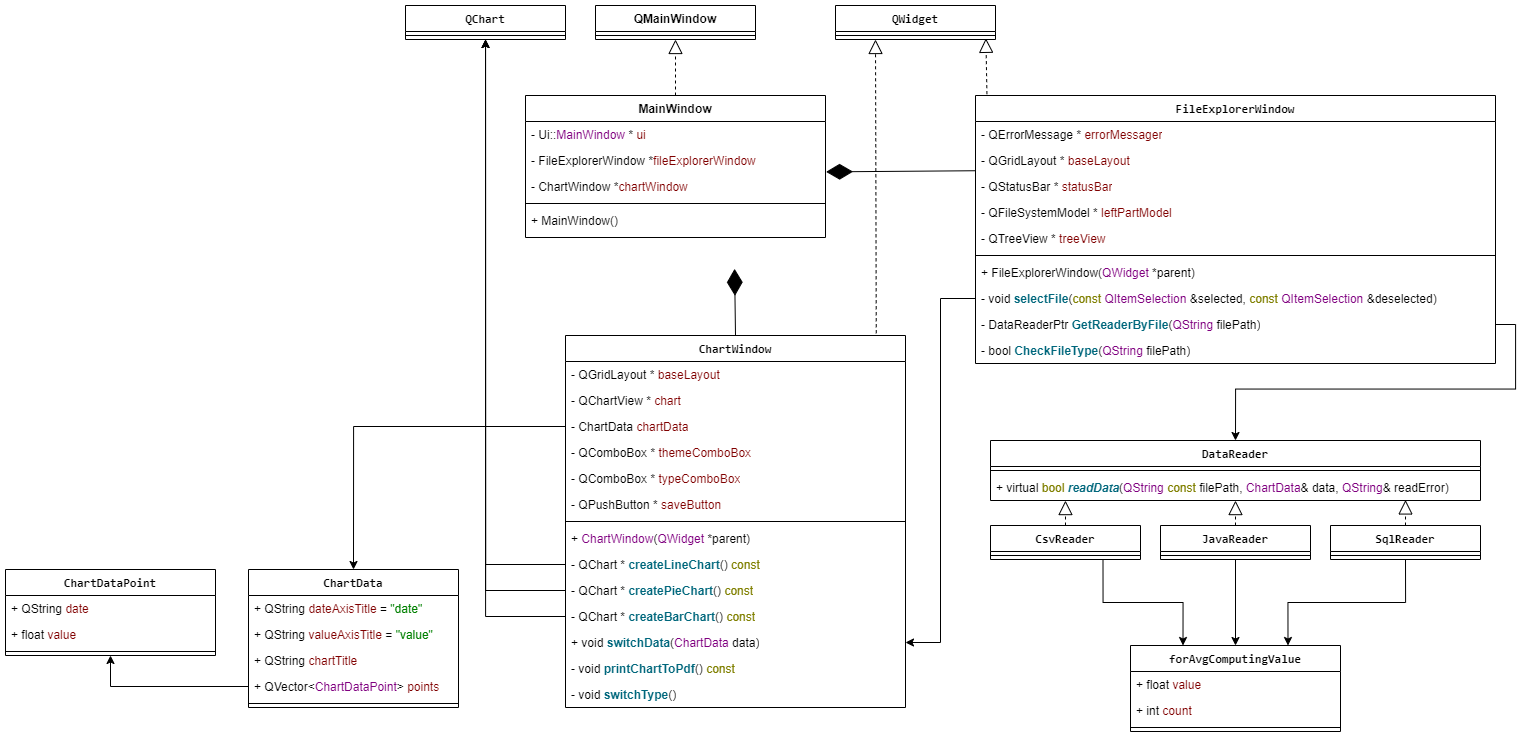 QChart
QMainWindow
QWidget
MainWindow
- Ui::MainWindow * ui
- FileExplorerWindow *fileExplorerWindow
- ChartWindow *chartWindow
+ MainWindow()
FileExplorerWindow
- QErrorMessage * errorMessager
- QGridLayout * baseLayout
- QStatusBar * statusBar
- QFileSystemModel * leftPartModel
- QTreeView * treeView
+ FileExplorerWindow(QWidget *parent)
- void selectFile(const QItemSelection &selected, const QItemSelection &deselected)
- DataReaderPtr GetReaderByFile(QString filePath)
- bool CheckFileType(QString filePath)
ChartWindow
- QGridLayout * baseLayout
- QChartView * chart
- ChartData chartData
- QComboBox * themeComboBox
- QComboBox * typeComboBox
- QPushButton * saveButton
+ ChartWindow(QWidget *parent)
- QChart * createLineChart() const
- QChart * createPieChart() const
- QChart * createBarChart() const
+ void switchData(ChartData data)
- void printChartToPdf() const
- void switchType()
DataReader
+ virtual bool readData(QString const filePath, ChartData& data, QString& readError)
CsvReader
JavaReader
SqlReader
ChartDataPoint
+ QString date
+ float value
ChartData
+ QString dateAxisTitle = "date"
+ QString valueAxisTitle = "value"
+ QString chartTitle
+ QVector<ChartDataPoint> points
forAvgComputingValue
+ float value
+ int count